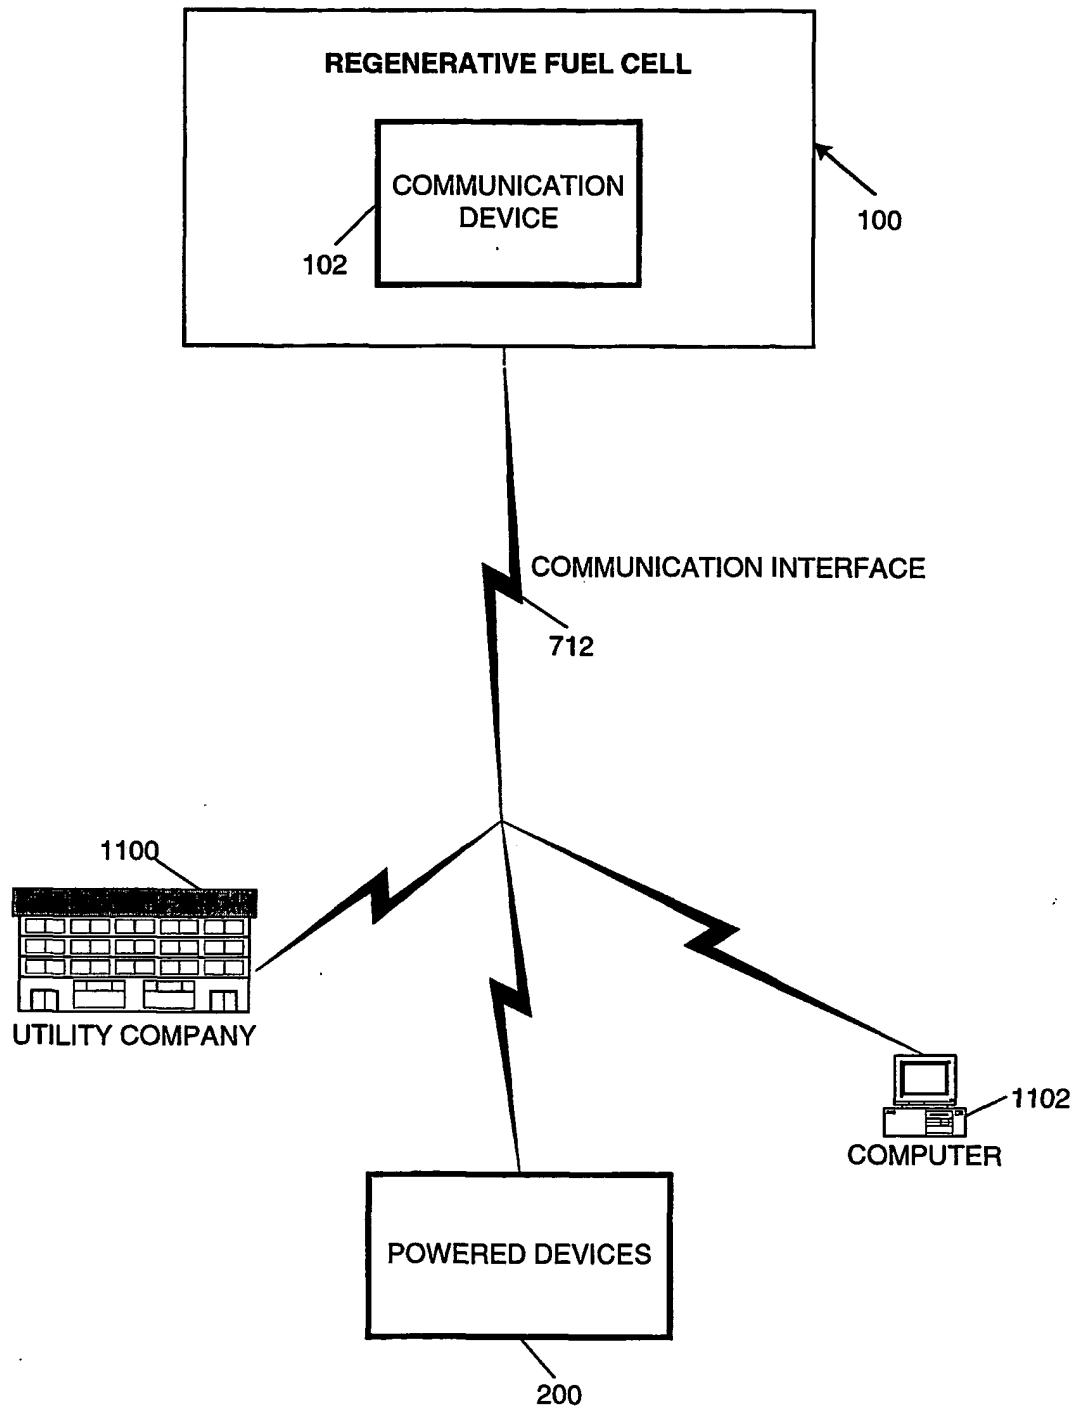 REGENERATIVE FUEL CELL
COMMUNICATION
DEVICE
100
102
COMMUNICATION INTERFACE
712
1100
UTILITY COMPANY
1102
COMPUTER
POWERED DEVICES
200